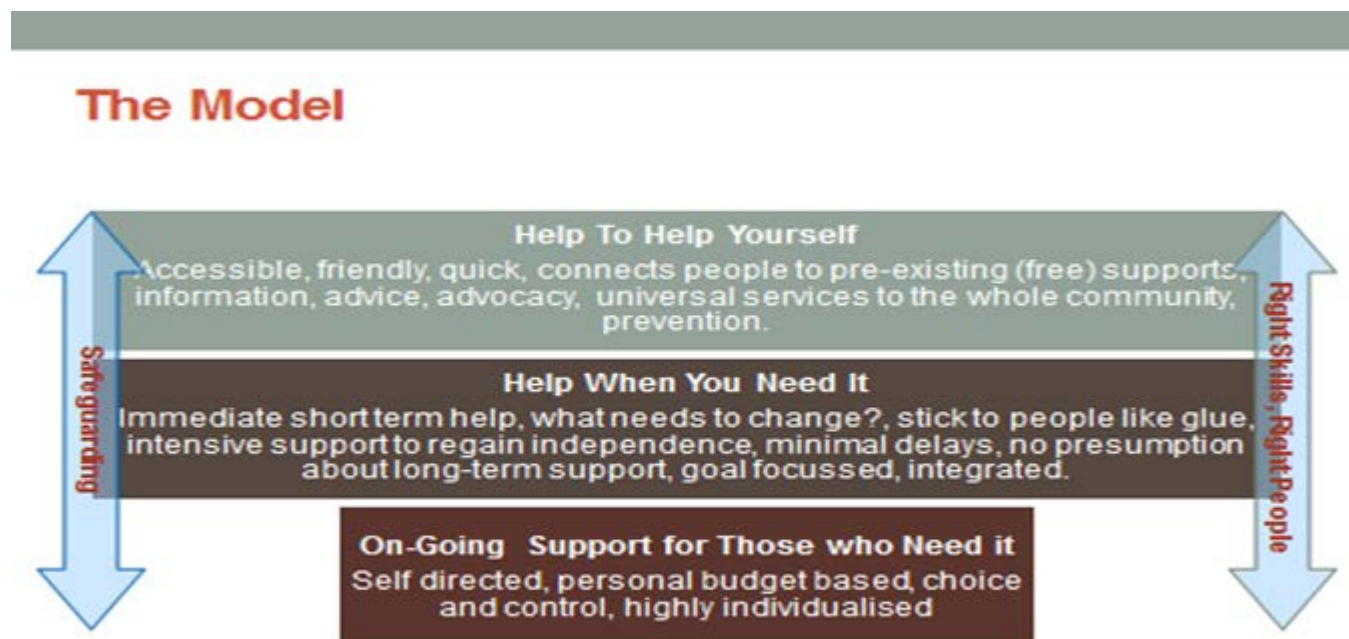 The Model
Help To Help Yourself
Accessible, friendly, quick, connects people to pre-existing (free) supports,
information, advice, advocacy, universal services to the whole community,
prevention.
Safeguarding
Right Skills, Right People
Help When You Need It
Immediate short term help, what needs to change?, stick to people like glue,
intensive support to regain independence, minimal delays, no presumption
about long-term support, goal focussed, integrated.
On-Going Support for Those who Need it
Self directed, personal budget based, choice
and control, highly individualised